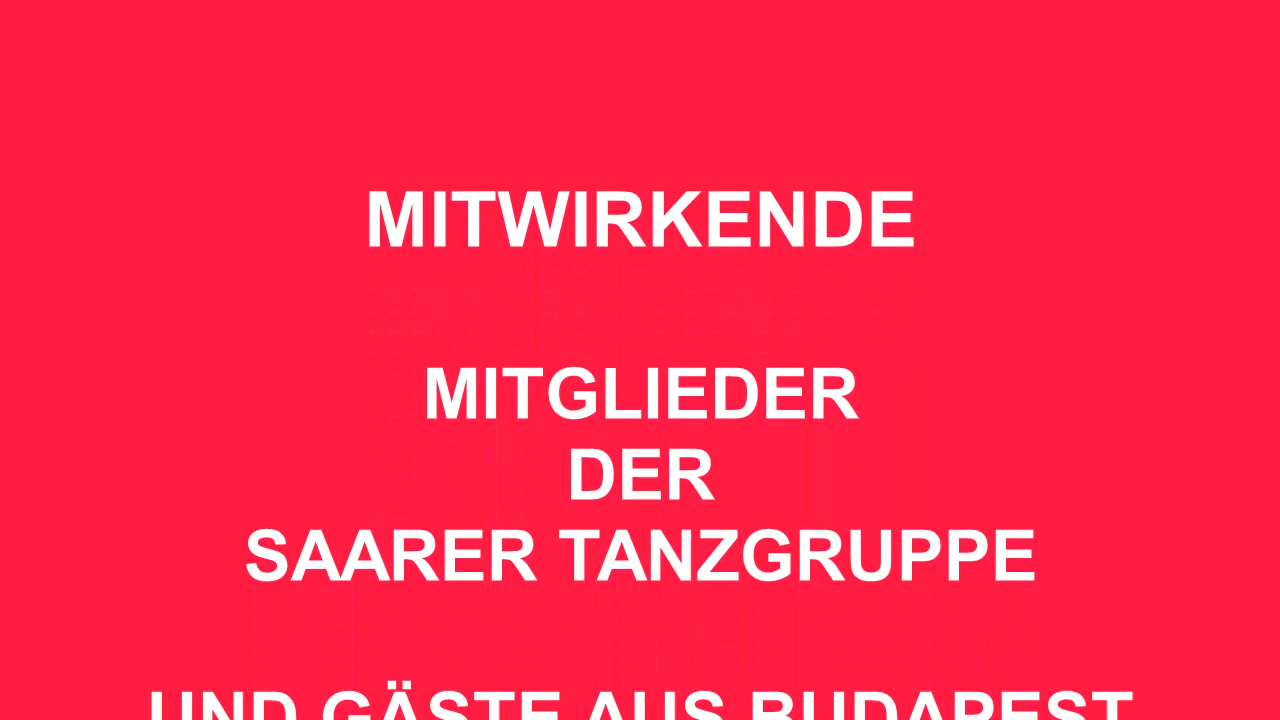 MITWIRKENDE
MITGLIEDER
DER
SAARER TANZGRUPPE
UND GÄSTE AUS BUDAPEST